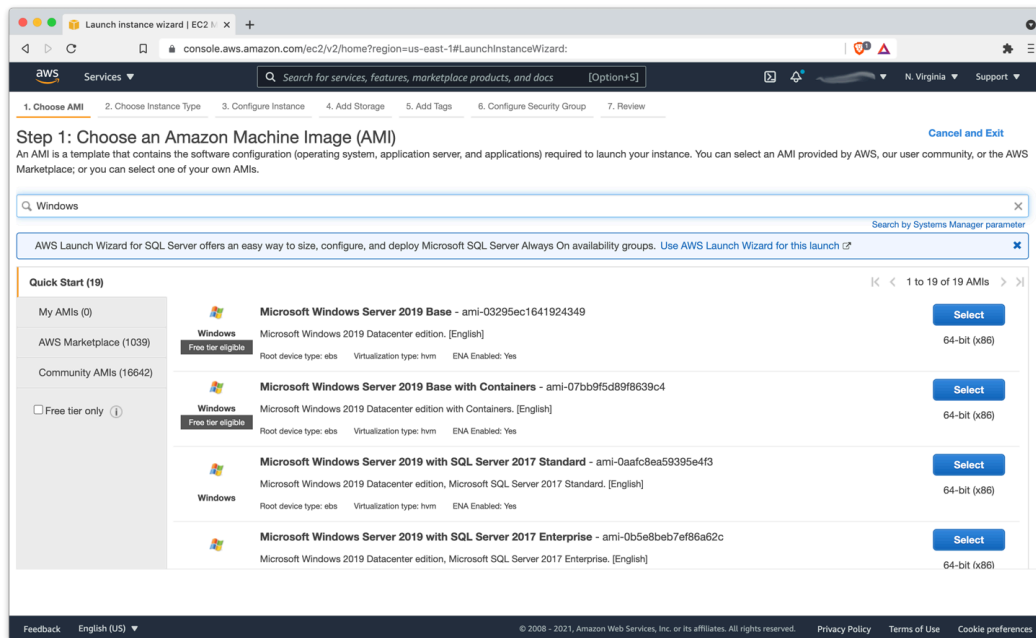 Launch instance wizard | EC2 M
console.aws.amazon.com/ec2/v2/home?region=us-east-1#LaunchInstanceWizard:
aws Services Search for services, features, marketplace products, and docs [Option+S] N. Virginia Support
1. Choose AMI 2. Choose Instance Type 3. Configure Instance 4. Add Storage 5. Add Tags 6. Configure Security Group 7. Review
Step 1: Choose an Amazon Machine Image (AMI)
Cancel and Exit
An AMI is a template that contains the software configuration (operating system, application server, and applications) required to launch your instance. You can select an AMI provided by AWS, our user community, or the AWS
Marketplace; or you can select one of your own AMIs.
Windows
Search by Systems Manager parameter
AWS Launch Wizard for SQL Server offers an easy way to size, configure, and deploy Microsoft SQL Server Always On availability groups. Use AWS Launch Wizard for this launch
Quick Start (19)
1 to 19 of 19 AMIs
My AMIs (0)
AWS Marketplace (1039)
Community AMIs (16642)
Free tier only
Microsoft Windows Server 2019 Base - ami-03295ec1641924349
Select
Windows
Microsoft Windows 2019 Datacenter edition. [English]
64-bit (x86)
Free tier eligible
Root device type: ebs Virtualization type: hvm ENA Enabled: Yes
Microsoft Windows Server 2019 Base with Containers - ami-07bb9f5d89f8639c4
Select
Windows
Microsoft Windows 2019 Datacenter edition with Containers. [English]
64-bit (x86)
Free tier eligible
Root device type: ebs Virtualization type: hvm ENA Enabled: Yes
Microsoft Windows Server 2019 with SQL Server 2017 Standard - ami-0aafc8ea59395e4f3
Select
Microsoft Windows 2019 Datacenter edition, Microsoft SQL Server 2017 Standard. [English]
64-bit (x86)
Windows
Root device type: ebs Virtualization type: hvm ENA Enabled: Yes
Microsoft Windows Server 2019 with SQL Server 2017 Enterprise - ami-0b5e8beb7ef86a62c
Select
Microsoft Windows 2019 Datacenter edition, Microsoft SQL Server 2017 Enterprise. [English]
64-bit (x86)
Feedback English (US) © 2008 - 2021, Amazon Web Services, Inc. or its affiliates. All rights reserved. Privacy Policy Terms of Use Cookie preferences